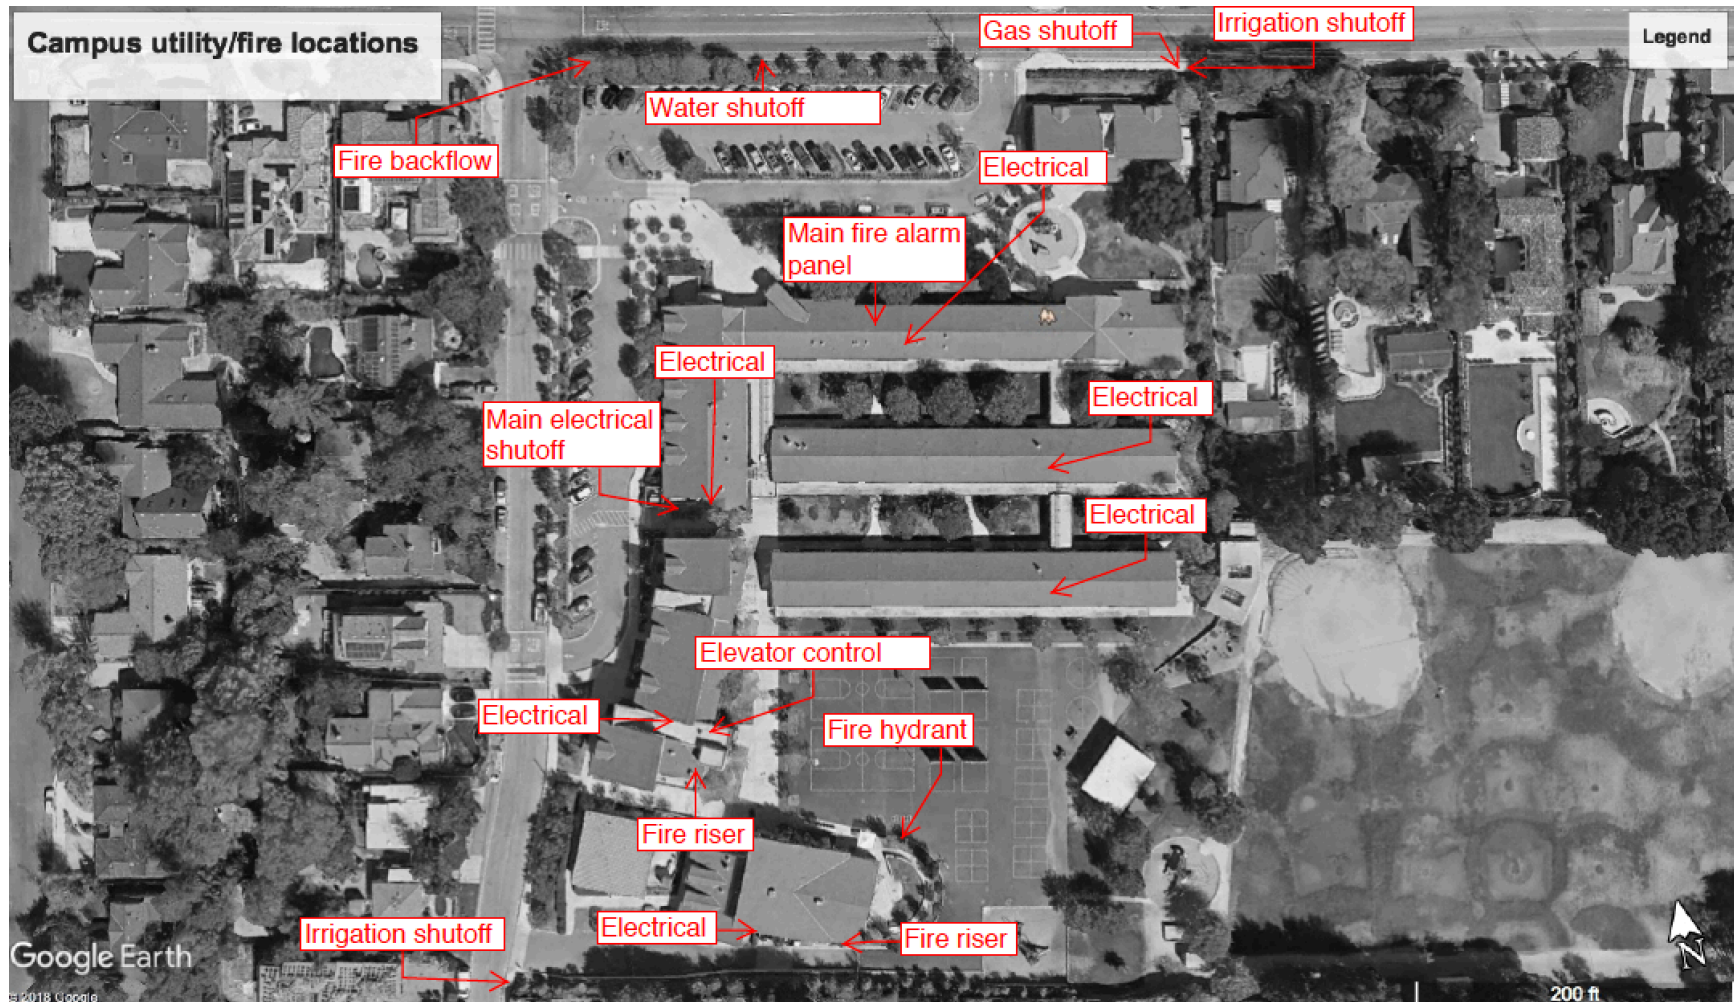 Campus utility/fire locations
Gas shutoff
Irrigation shutoff
Legend
Water shutoff
Fire backflow
Electrical
Main fire alarm
panel
Electrical
Electrical
Main electrical
shutoff
Electrical
Elevator control
Electrical
Fire hydrant
Fire riser
Irrigation shutoff
Electrical
Fire riser
Google Earth
N
2018 Google
200 ft